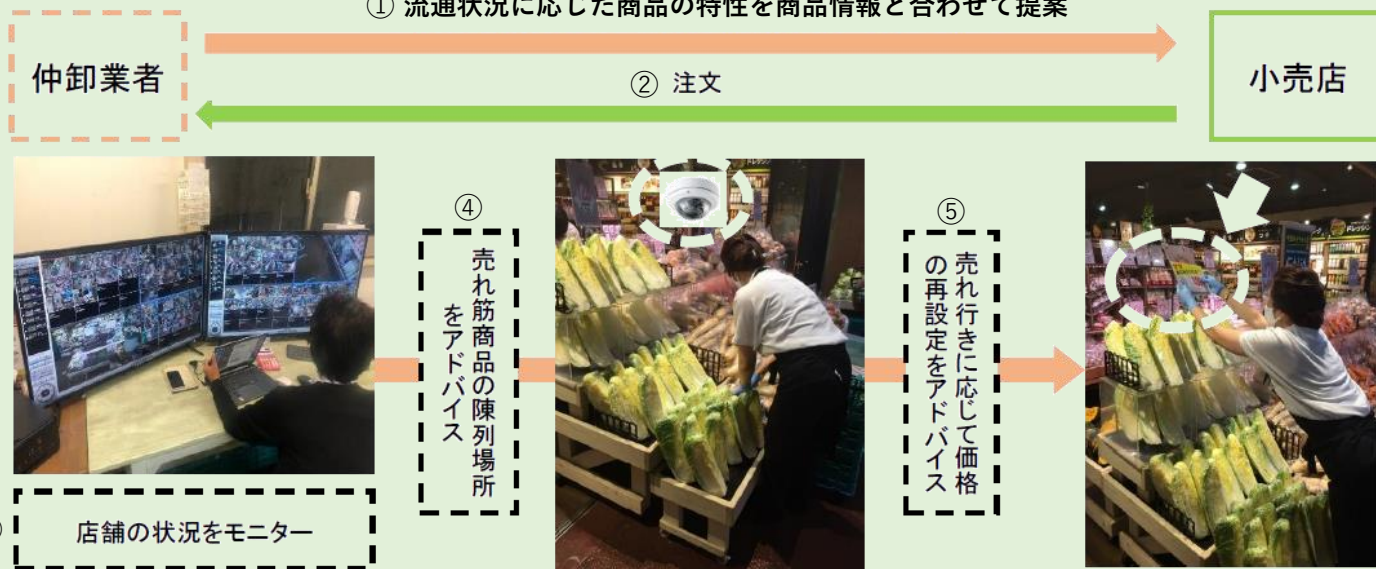 ① 流通状況に応じた商品の特性を商品情報と合わせて提案
仲卸業者
小売店
② 注文
④
売れ筋商品の陳列場所
をアドバイス
⑤
売れ行きに応じて価格
の再設定をアドバイス
店舗の状況をモニター